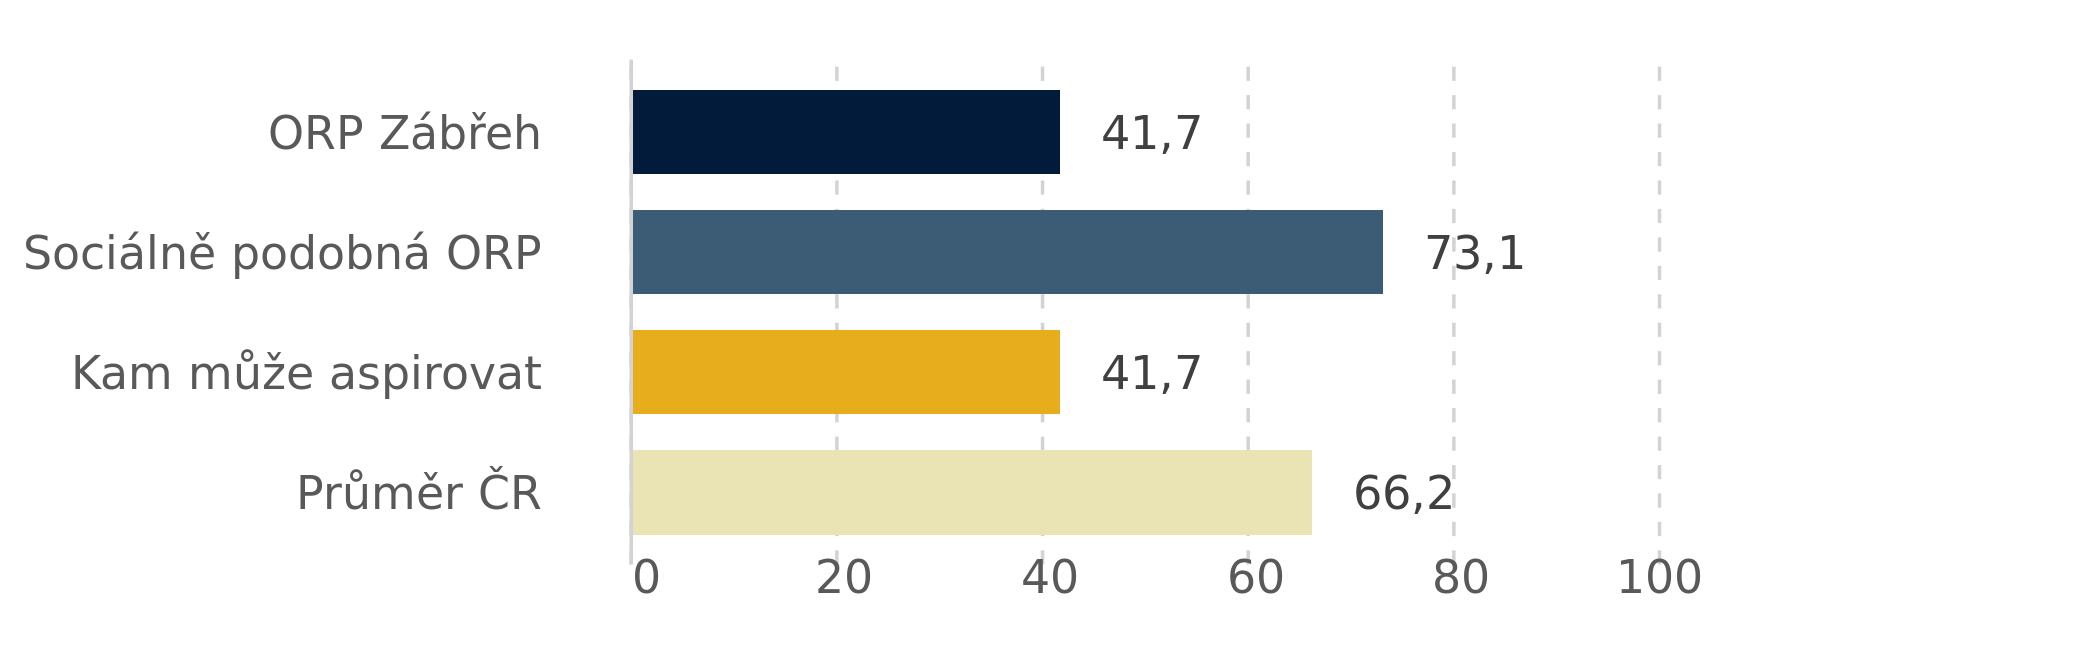 ORP Zábřeh 41,7
Sociálně podobná ORP 73,1
Kam může aspirovat 41,7
Průměr ČR 66,2
0 20 40 60 80 100